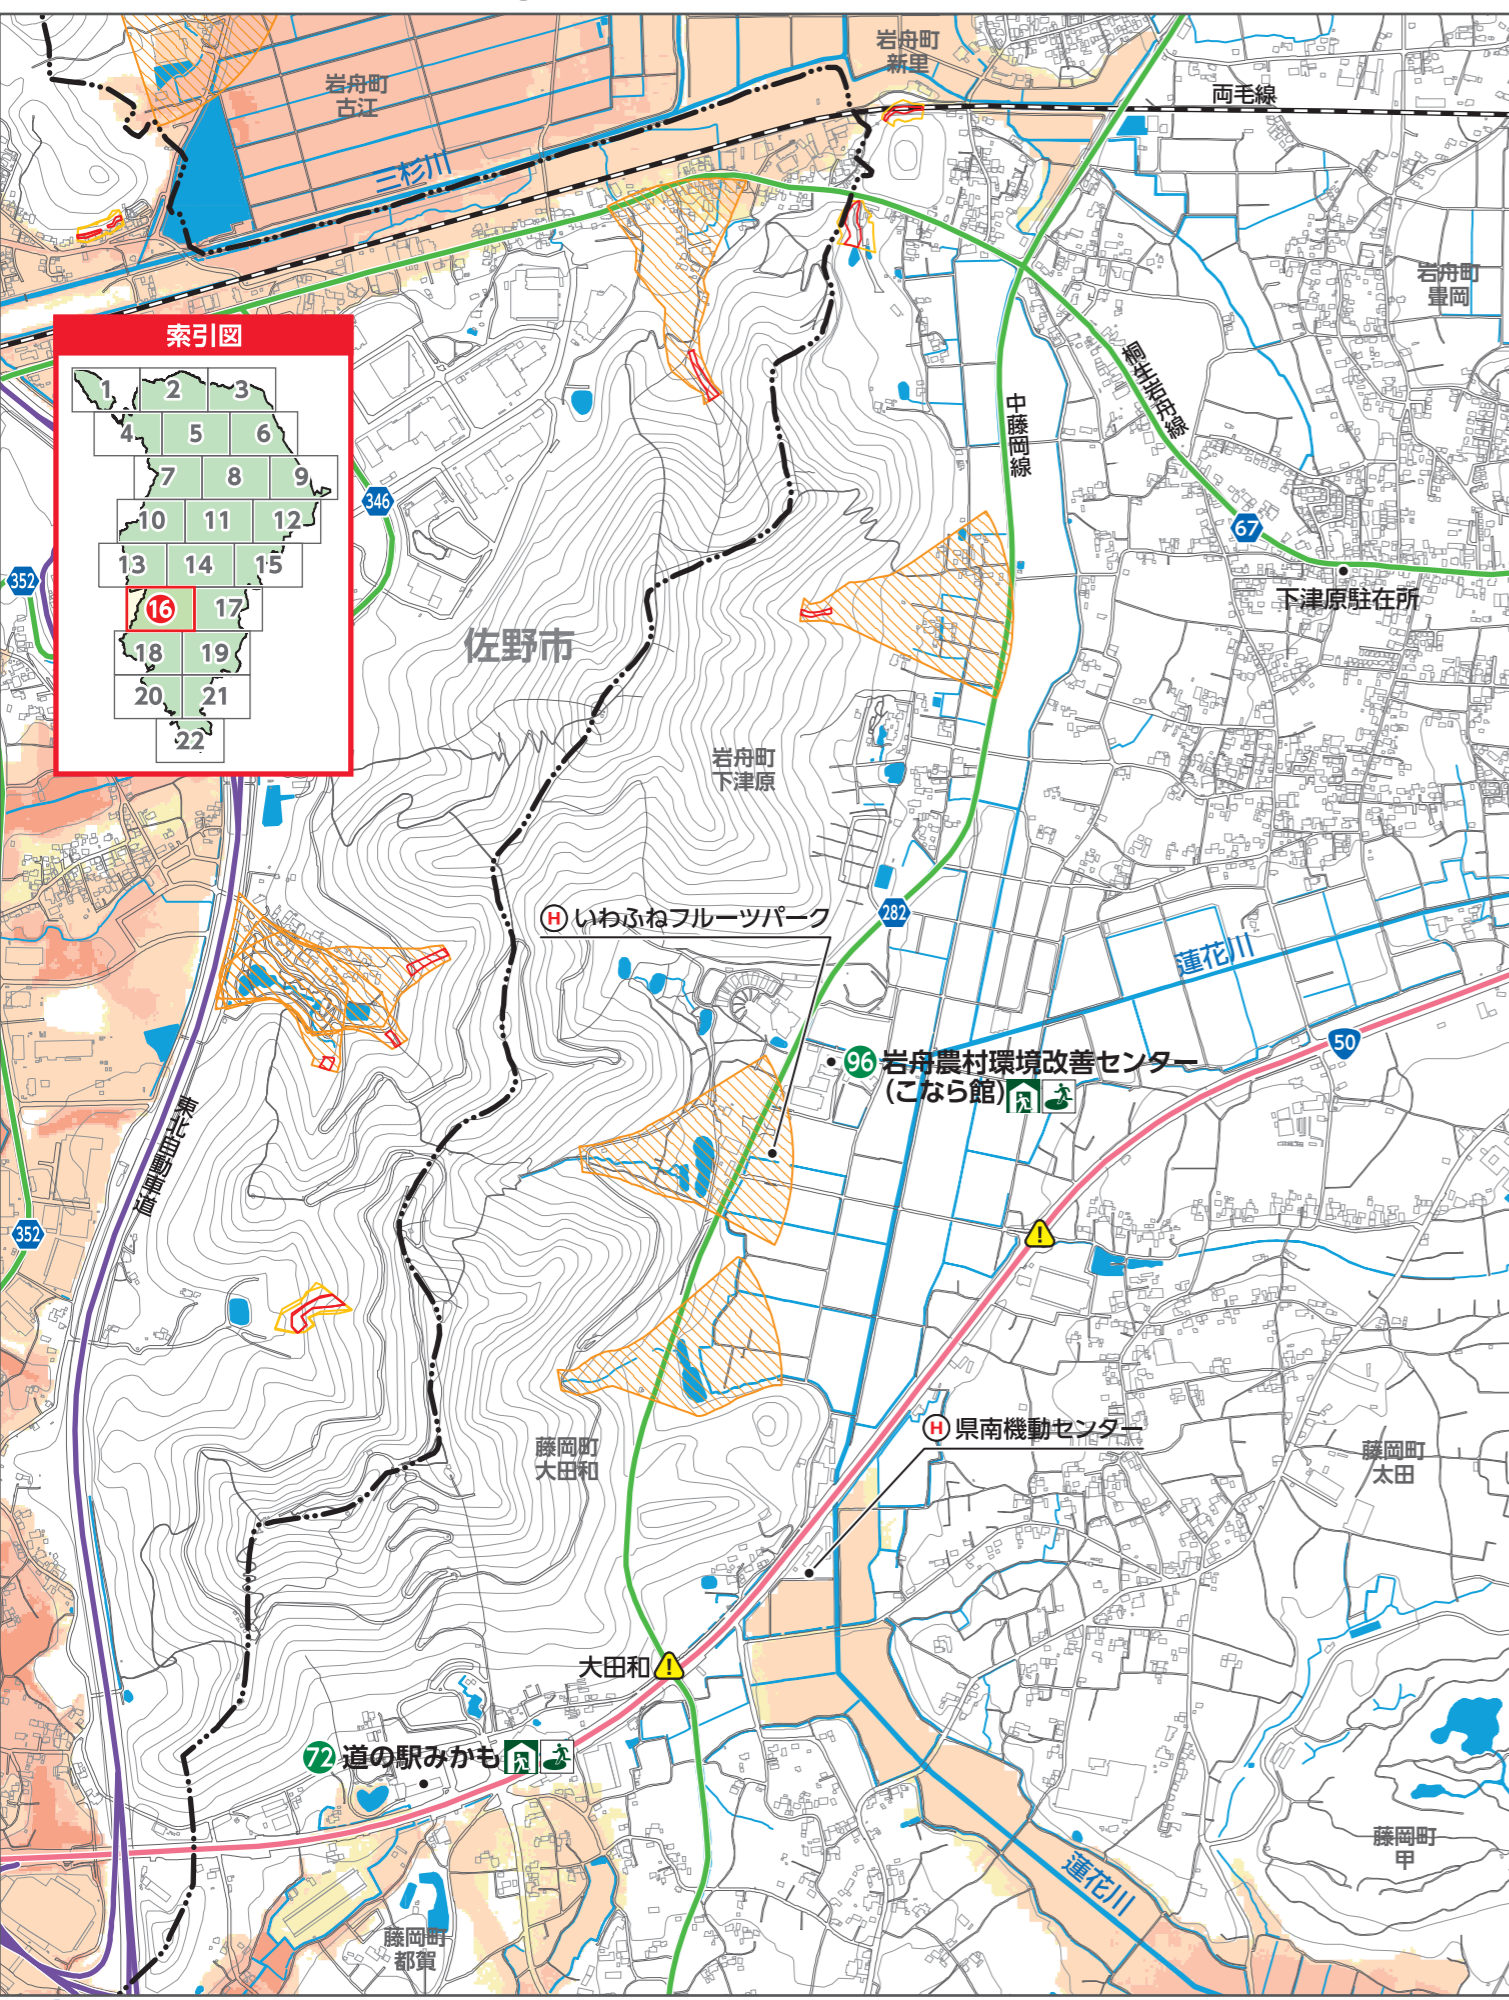 岩舟町
新里
岩舟町
古江
両毛線
三杉川
岩舟町
豊岡
索引図
1
2
3
4
5
6
7
8
9
10
11
12
13
14
15
16
17
18
19
20
21
22
346
352
桐生岩舟線
中藤岡線
67
下津原駐在所
佐野市
岩舟町
下津原
H いわふねフルーツパーク
282
蓮花川
50
96 岩舟農村環境改善センター
(こなら館)
東北自動車道
352
!
H 県南機動センター
藤岡町
大田和
藤岡町
太田
大田和 !
72 道の駅みかも
藤岡町
甲
蓮花川
藤岡町
都賀